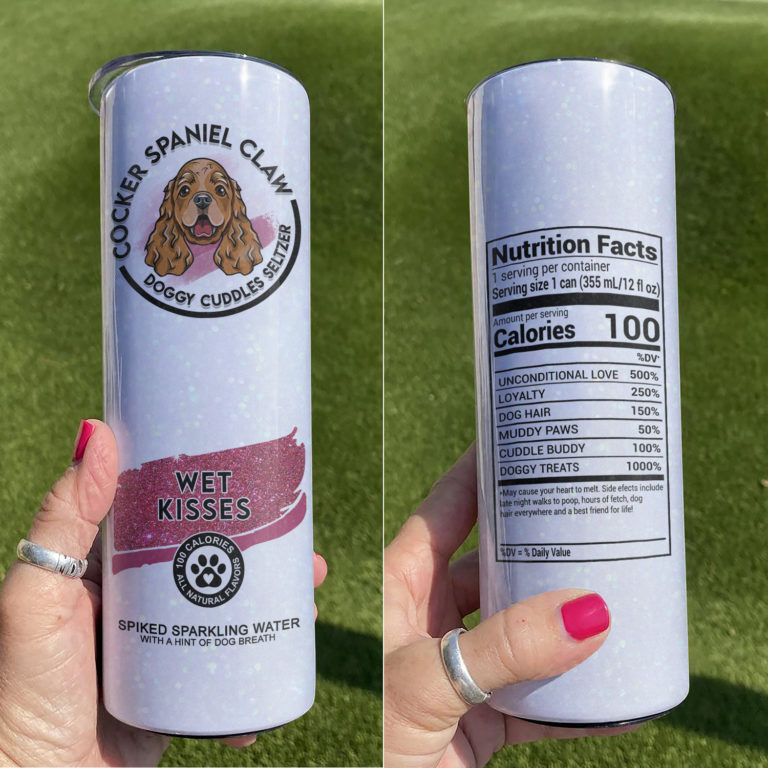 COCKER SPANIEL CLAW
DOGGY CUDDLES SELTZER
WET
KISSES
100 CALORIES
ALL NATURAL FLAVORS
SPIKED SPARKLING WATER
WITH A HINT OF DOG BREATH
Nutrition Facts
1 serving per container
Serving size 1 can (355 mL/12 fl oz)
Amount per serving
Calories 100
%DV*
UNCONDITIONAL LOVE 500%
LOYALTY 250%
DOG HAIR 150%
MUDDY PAWS 50%
CUDDLE BUDDY 100%
DOGGY TREATS 1000%
*May cause your heart to melt. Side efects include
late night walks to poop, hours of fetch, dog
hair everywhere and a best friend for life!
%DV = % Daily Value